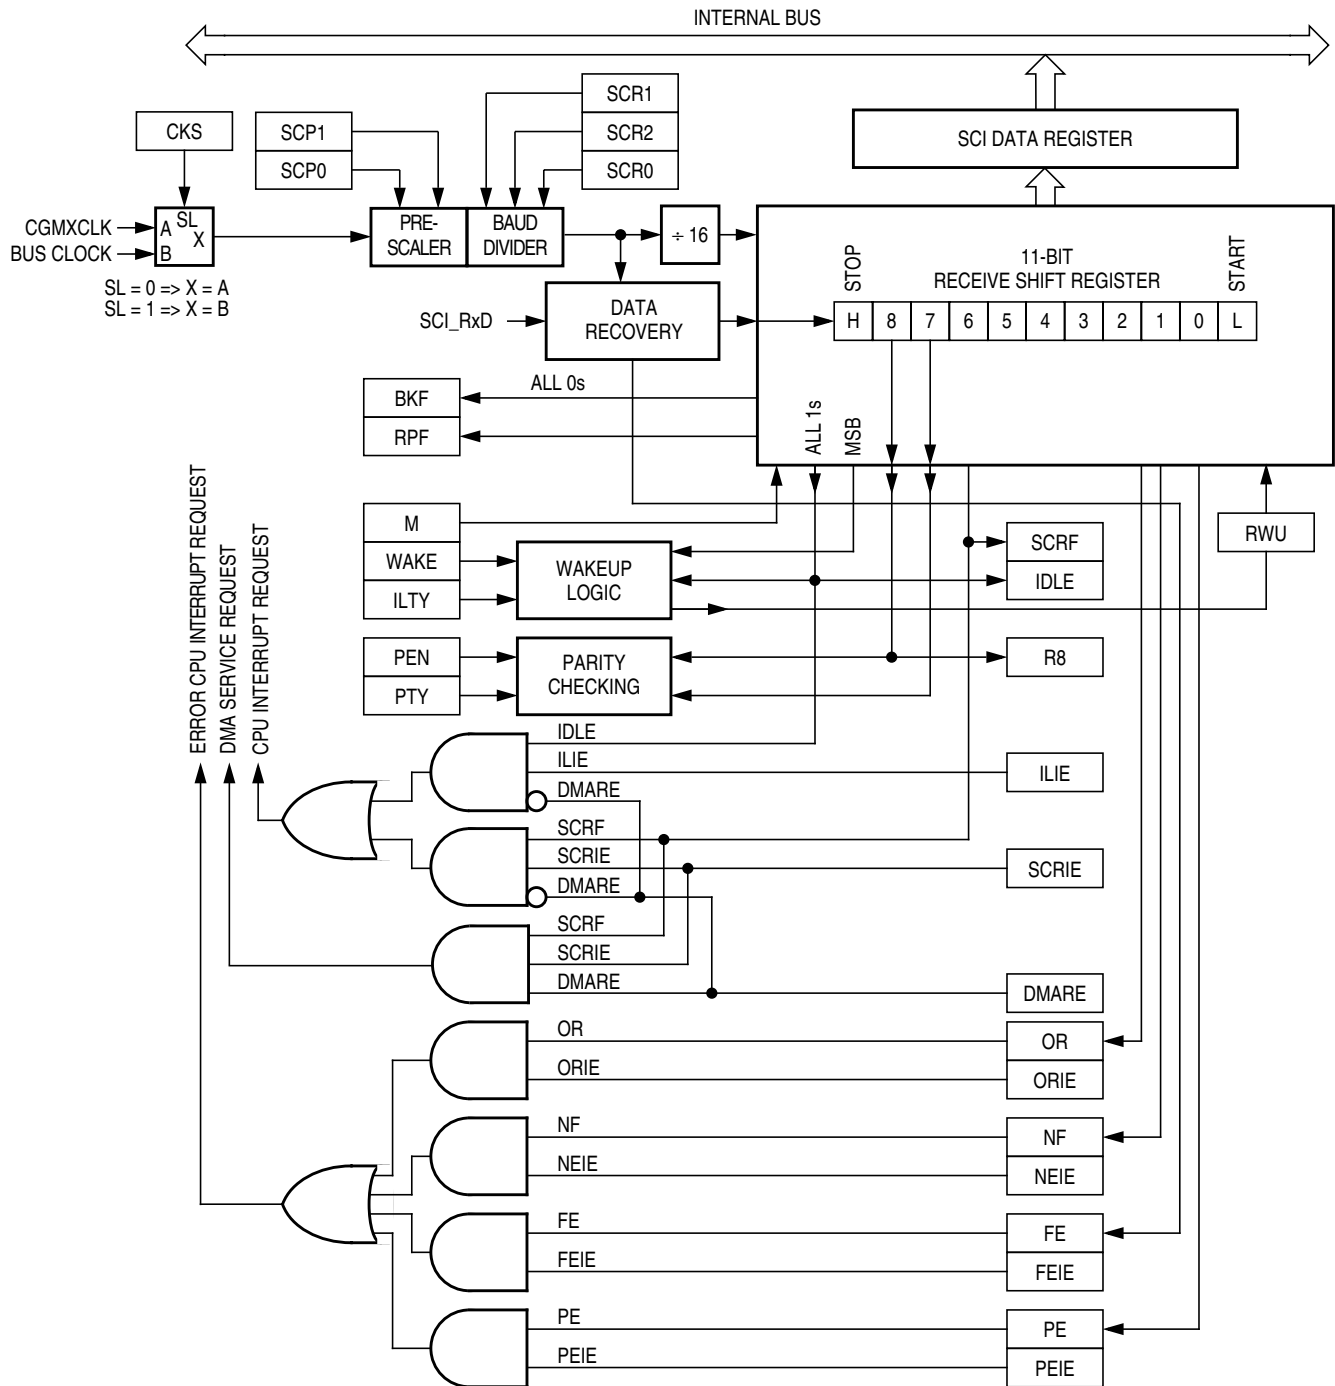 INTERNAL BUS
SCR1
SCR2
SCR0
SCP1
SCP0
CKS
SCI DATA REGISTER
CGMXCLK
BUS CLOCK
A
B
SL
X
SL = 0 => X = A
SL = 1 => X = B
PRE-
SCALER
BAUD
DIVIDER
÷ 16
STOP
11-BIT
RECEIVE SHIFT REGISTER
START
SCI_RxD
DATA
RECOVERY
H 8 7 6 5 4 3 2 1 0 L
ALL 0s
BKF
RPF
ALL 1s
MSB
ERROR CPU INTERRUPT REQUEST
DMA SERVICE REQUEST
CPU INTERRUPT REQUEST
M
WAKE
ILTY
WAKEUP
LOGIC
SCRF
IDLE
RWU
PEN
PTY
PARITY
CHECKING
R8
IDLE
ILIE
DMARE
ILIE
SCRF
SCRIE
DMARE
SCRIE
SCRF
SCRIE
DMARE
DMARE
OR
ORIE
OR
ORIE
NF
NEIE
NF
NEIE
FE
FEIE
FE
FEIE
PE
PEIE
PE
PEIE